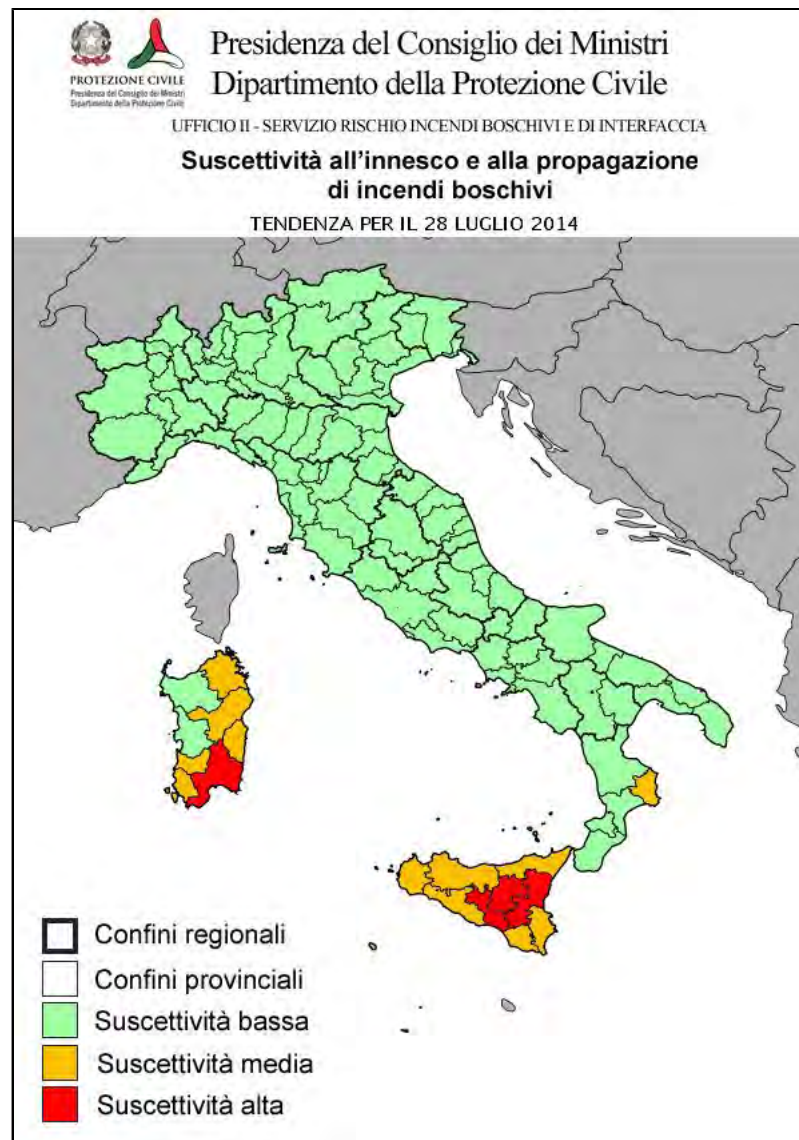 PROTEZIONE CIVILE
Presidenza del Consiglio dei Ministri
Dipartimento della Protezione Civile
Presidenza del Consiglio dei Ministri
Dipartimento della Protezione Civile
UFFICIO II - SERVIZIO RISCHIO INCENDI BOSCHIVI E DI INTERFACCIA
Suscettività all'innesco e alla propagazione
di incendi boschivi
TENDENZA PER IL 28 LUGLIO 2014
Confini regionali
Confini provinciali
Suscettività bassa
Suscettività media
Suscettività alta